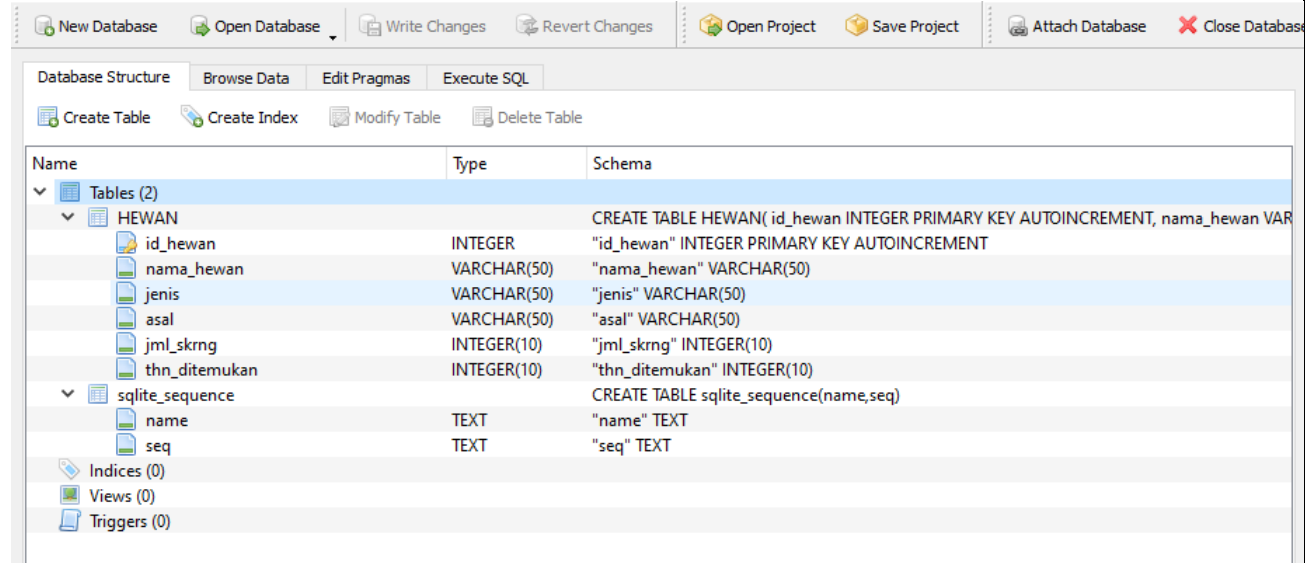 New Database Open Database Write Changes Revert Changes Open Project Save Project Attach Database Close Database
Database Structure Browse Data Edit Pragmas Execute SQL
Create Table Create Index Modify Table Delete Table
Name Type Schema
Tables (2)
HEWAN CREATE TABLE HEWAN( id_hewan INTEGER PRIMARY KEY AUTOINCREMENT, nama_hewan VAR
id_hewan INTEGER "id_hewan" INTEGER PRIMARY KEY AUTOINCREMENT
nama_hewan VARCHAR(50) "nama_hewan" VARCHAR(50)
jenis VARCHAR(50) "jenis" VARCHAR(50)
asal VARCHAR(50) "asal" VARCHAR(50)
jml_skrng INTEGER(10) "jml_skrng" INTEGER(10)
thn_ditemukan INTEGER(10) "thn_ditemukan" INTEGER(10)
sqlite_sequence CREATE TABLE sqlite_sequence(name,seq)
name TEXT "name" TEXT
seq TEXT "seq" TEXT
Indices (0)
Views (0)
Triggers (0)